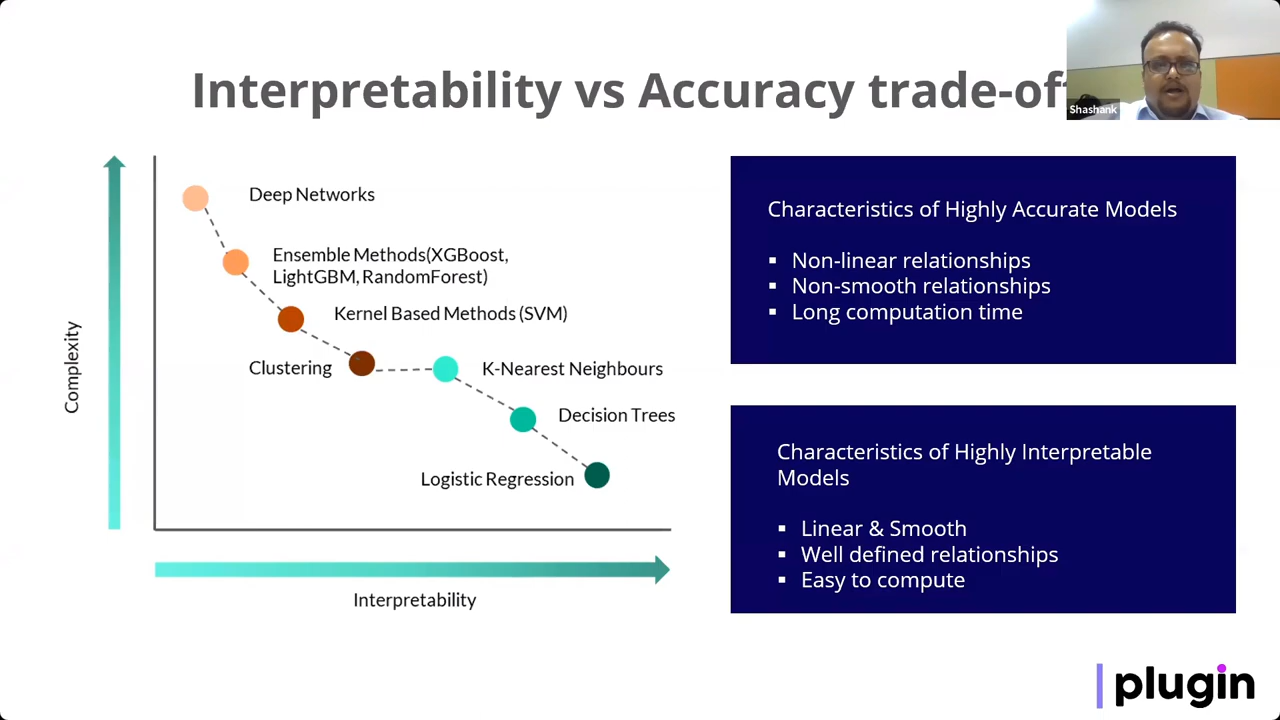 Interpretability vs Accuracy trade-of
Shashank
Deep Networks
Ensemble Methods(XGBoost,
LightGBM, RandomForest)
Kernel Based Methods (SVM)
Clustering
K-Nearest Neighbours
Decision Trees
Logistic Regression
Complexity
Interpretability
Characteristics of Highly Accurate Models
▪ Non-linear relationships
▪ Non-smooth relationships
▪ Long computation time
Characteristics of Highly Interpretable
Models
▪ Linear & Smooth
▪ Well defined relationships
▪ Easy to compute
plugin